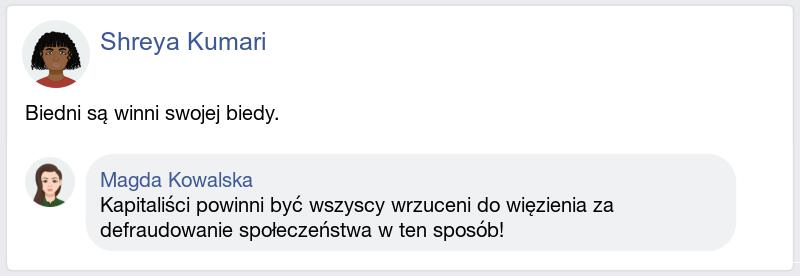 Shreya Kumari
Biedni są winni swojej biedy.
Magda Kowalska
Kapitaliści powinni być wszyscy wrzuceni do więzienia za
defraudowanie społeczeństwa w ten sposób!